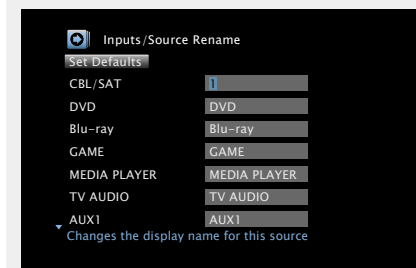 Inputs/Source Rename
Set Defaults
CBL/SAT 1
DVD DVD
Blu-ray Blu-ray
GAME GAME
MEDIA PLAYER MEDIA PLAYER
TV AUDIO TV AUDIO
AUX1 AUX1
Changes the display name for this source